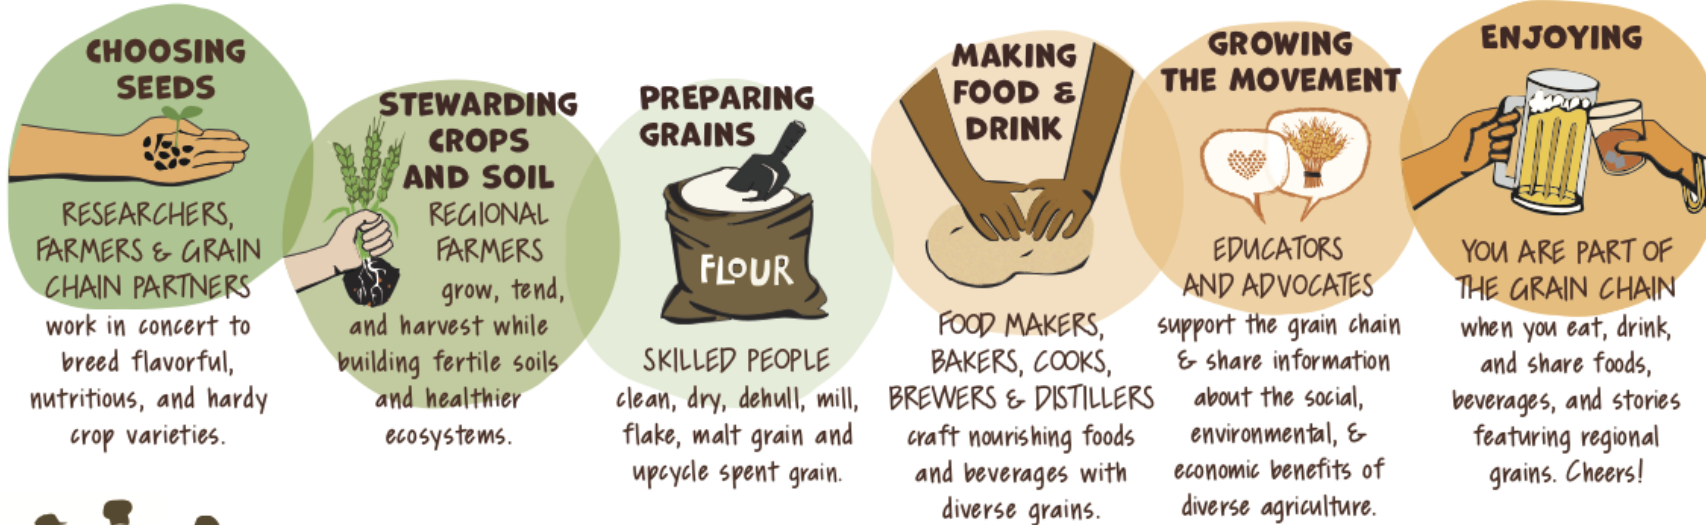 CHOOSING
SEEDS
RESEARCHERS,
FARMERS & GRAIN
CHAIN PARTNERS
work in concert to
breed flavorful,
nutritious, and hardy
crop varieties.
STEWARDING
CROPS
AND SOIL
REGIONAL
FARMERS
grow, tend,
and harvest while
building fertile soils
and healthier
ecosystems.
PREPARING
GRAINS
FLOUR
SKILLED PEOPLE
clean, dry, dehull, mill,
flake, malt grain and
upcycle spent grain.
MAKING
FOOD &
DRINK
FOOD MAKERS,
BAKERS, COOKS,
BREWERS & DISTILLERS
craft nourishing foods
and beverages with
diverse grains.
GROWING
THE MOVEMENT
EDUCATORS
AND ADVOCATES
support the grain chain
& share information
about the social,
environmental, &
economic benefits of
diverse agriculture.
ENJOYING
YOU ARE PART OF
THE GRAIN CHAIN
when you eat, drink,
and share foods,
beverages, and stories
featuring regional
grains. Cheers!